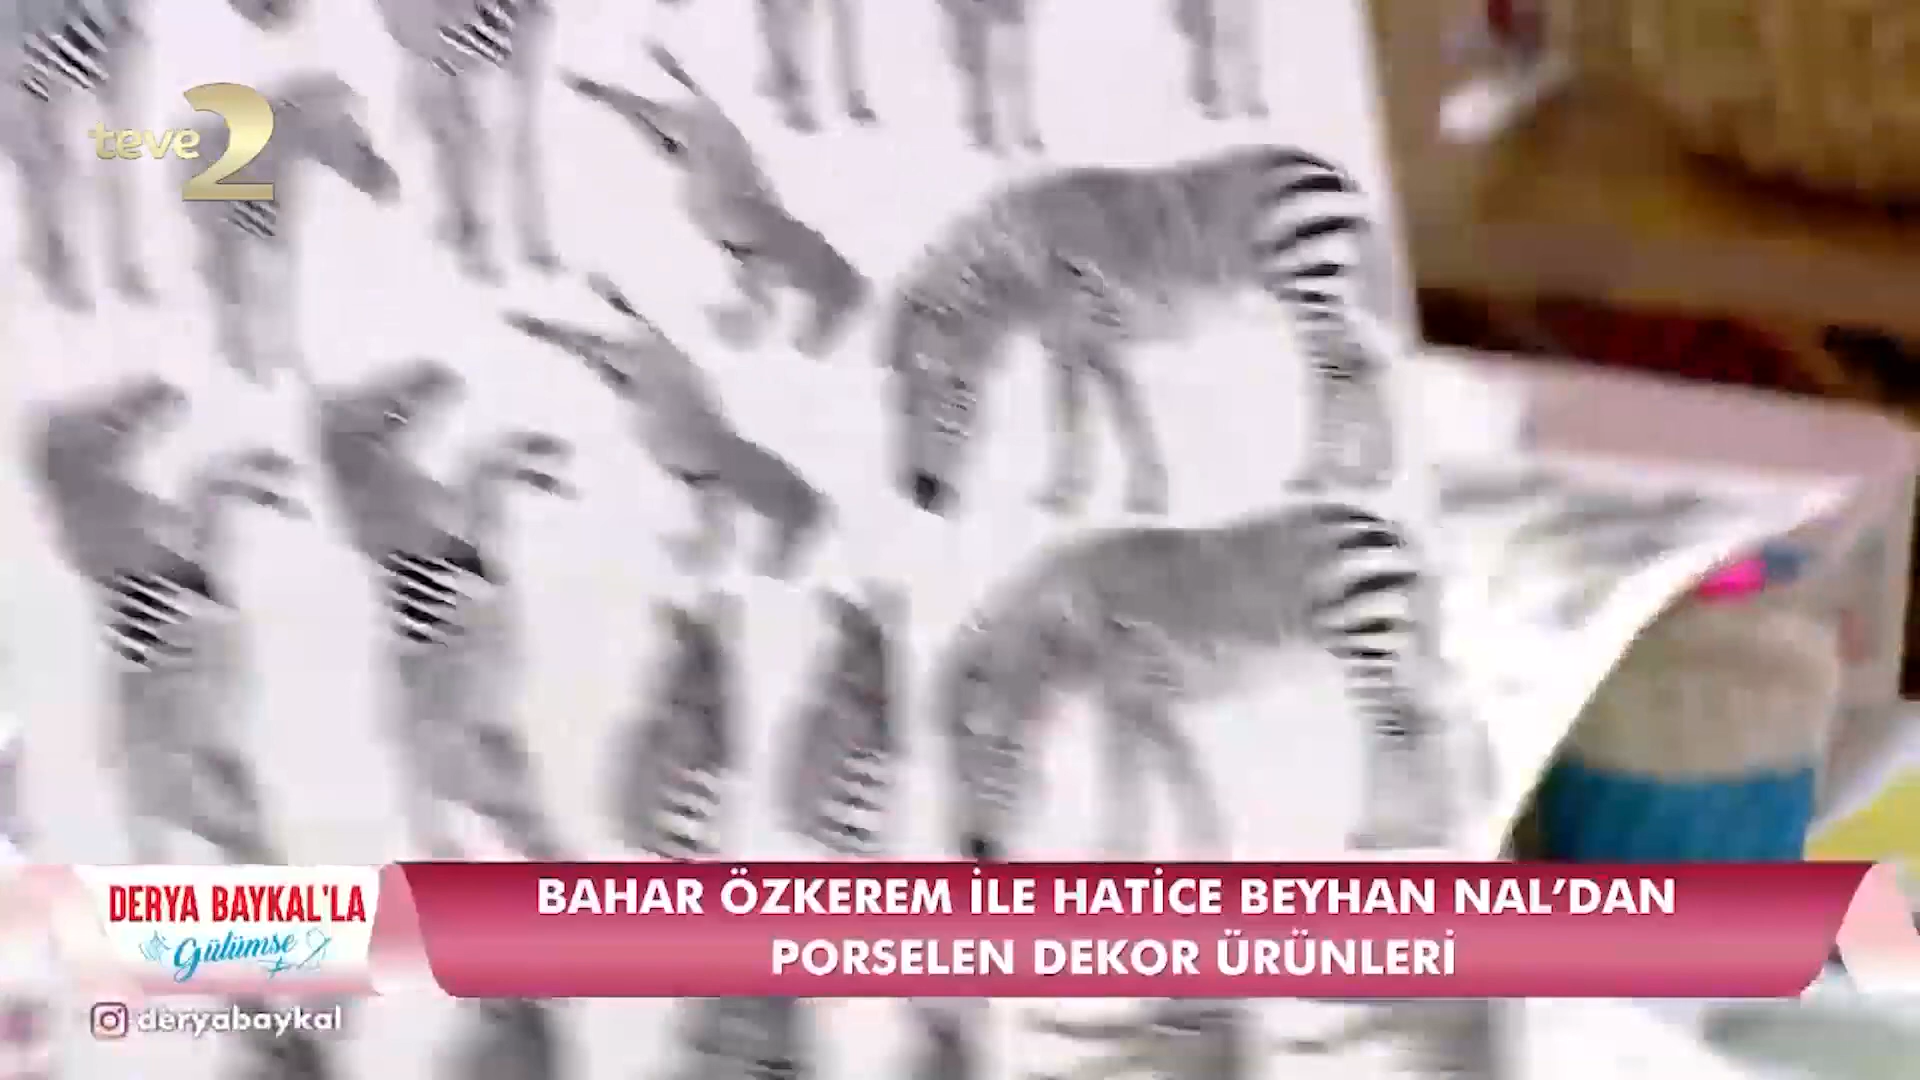 teve2
BAHAR ÖZKEREM İLE HATİCE BEYHAN NAL’DAN
PORSELEN DEKOR ÜRÜNLERİ
DERYA BAYKAL'LA
Gülümse
deryabaykal